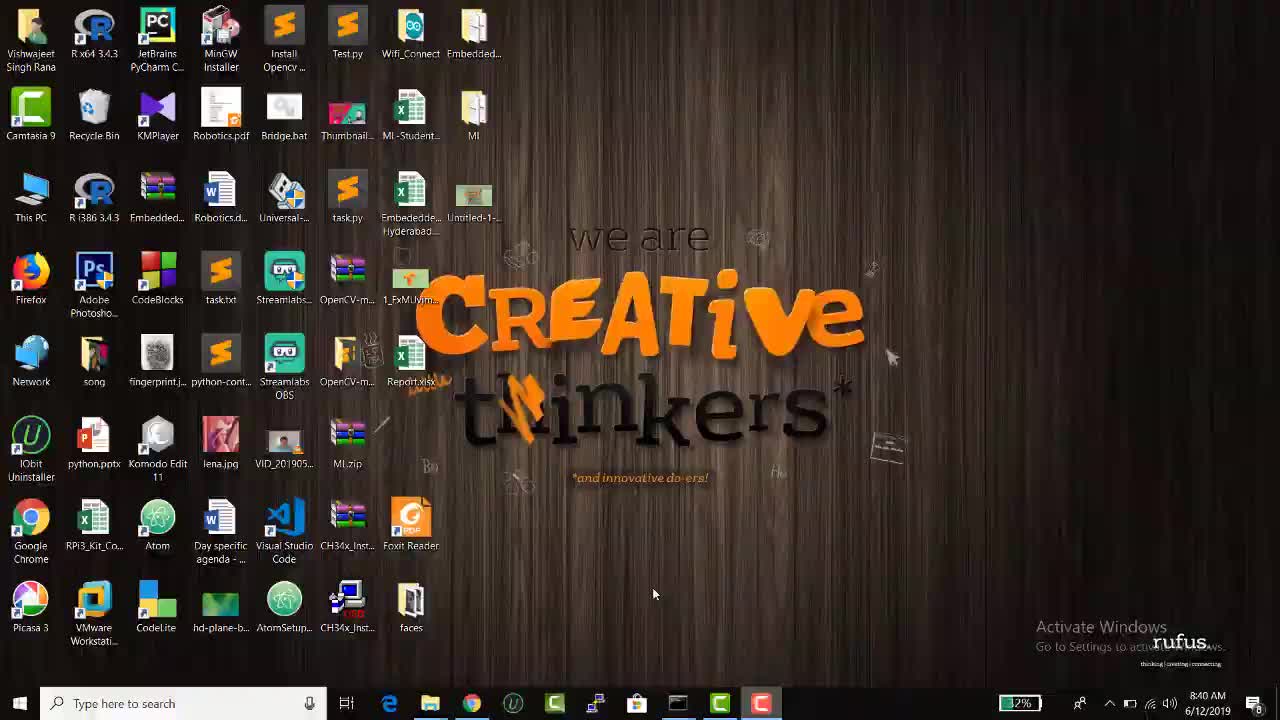 Vishwajeet
Singh Rana
R x64 3.4.3
JetBrains
PyCharm C...
MinGW
Installer
Install
Opencv ...
Test.py
Wifi_Connect
Embedded...
Camtasia 9
Recycle Bin
KMPlayer
Robotics.pdf
Bridge.bat
Thumbnail...
ML-Student...
Ml
This PC
R i386 3.4.3
Embedded...
Robotics.d...
Universal-...
task.py
Embededde...
Hyderabad...
Untitled-1-...
we are
CREATive
thinkers*
*and innovative do-ers!
Firefox
Adobe
Photosho...
CodeBlocks
task.txt
Streamlabs...
OpenCV-m...
Network
song
fingerprint.j...
python-cont...
Streamlabs
OBS
OpenCV-m...
Report.xlsx
IObit
Uninstaller
python.pptx
Komodo Edit
11
lena.jpg
VID_201905...
ML.zip
Google
Chrome
RPi3_Kit_Co...
Atom
Day specific
agenda - ...
Visual Studio
Code
CH34x_Inst...
Foxit Reader
Picasa 3
VMware
Workstati...
CodeLite
hd-plane-b...
AtomSetup...
CH34x_Inst...
faces
Activate Windows
Go to Settings to activate Windows.
rufus.
thinking | creating | connecting
Type here to search
32%
8:40 AM
6/12/2019